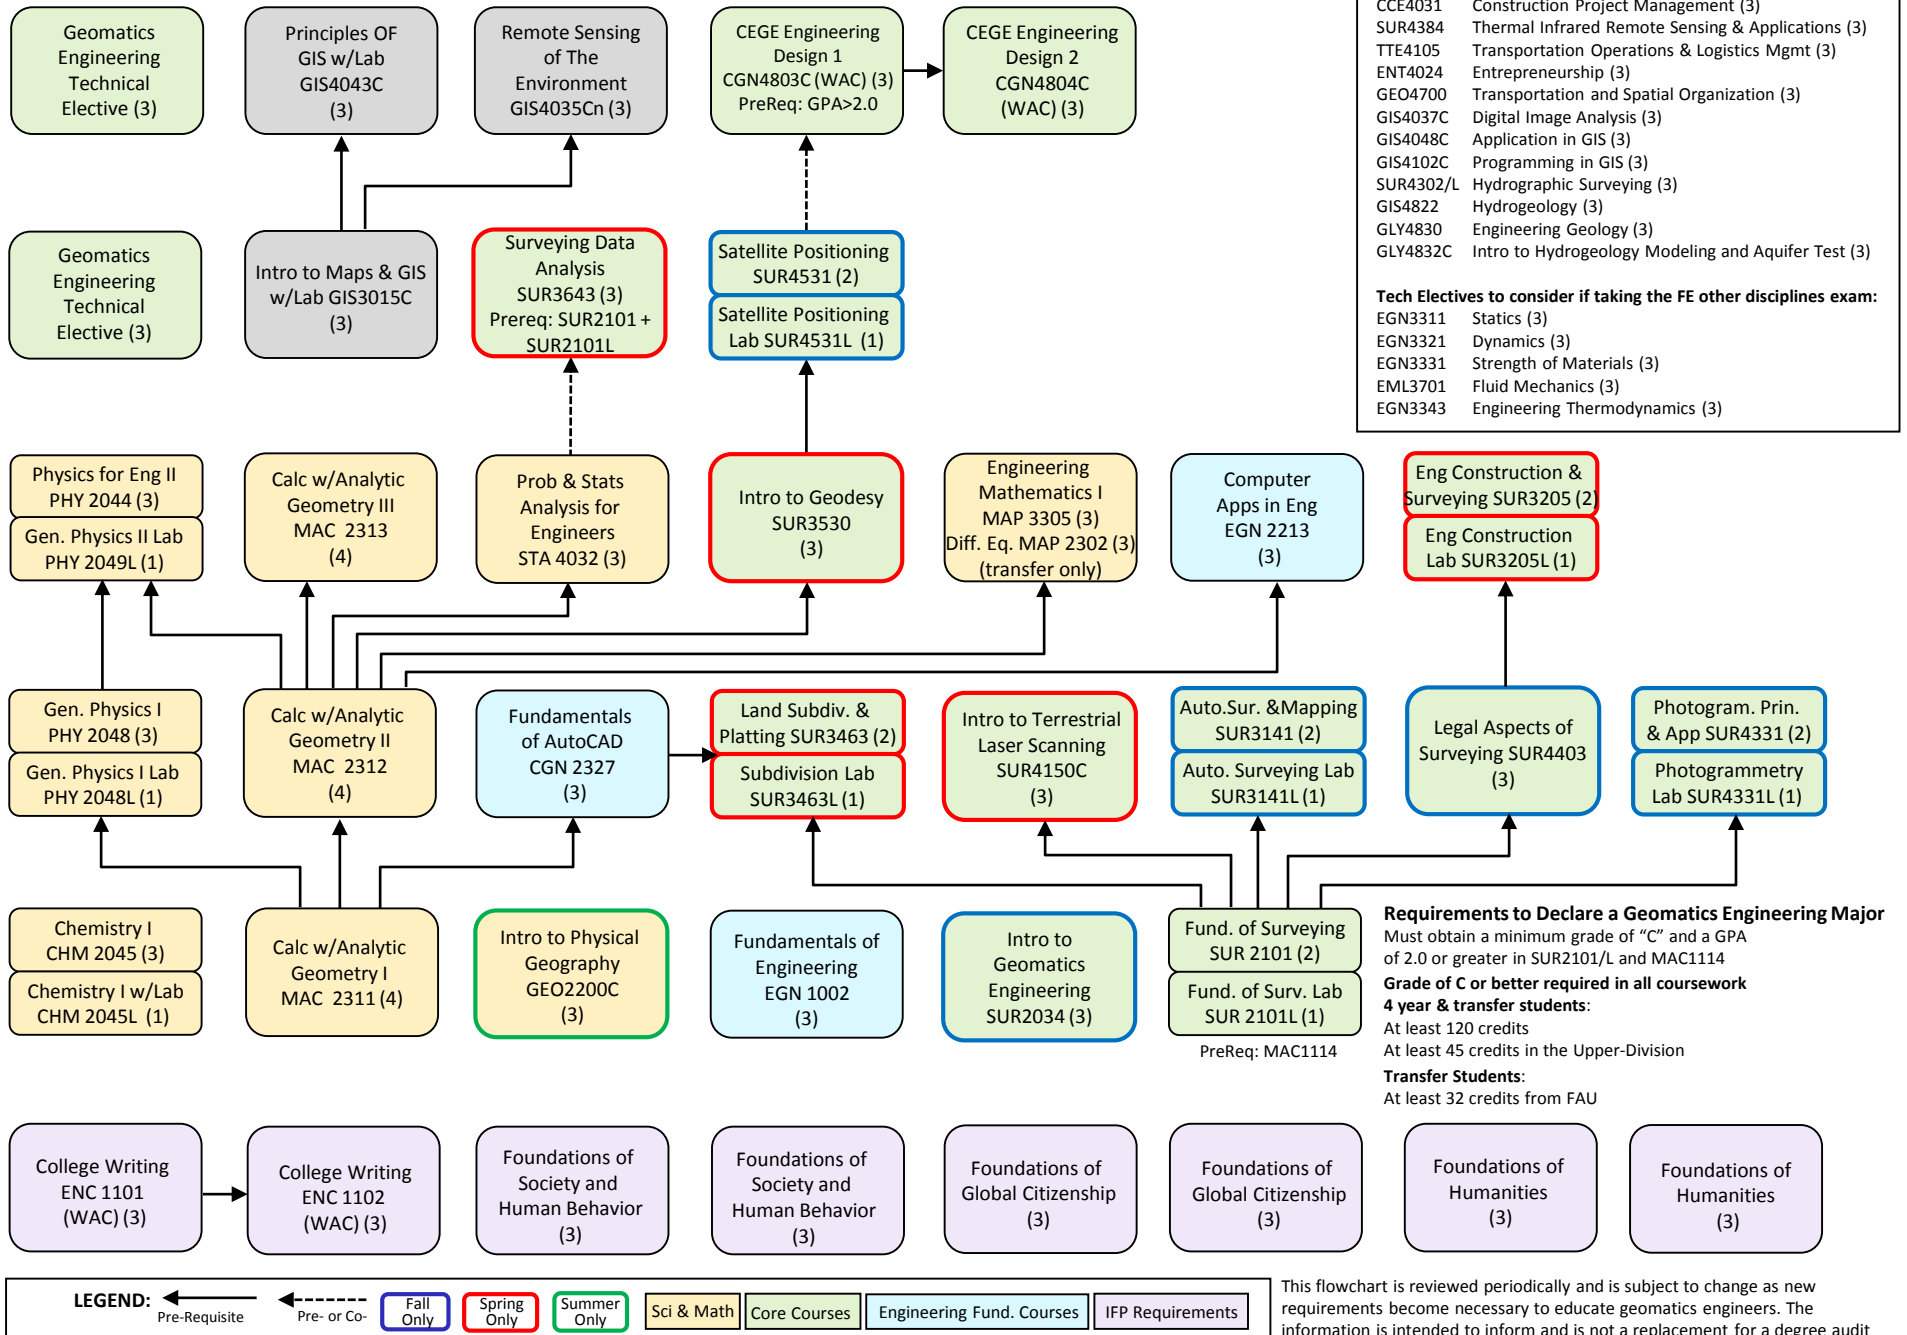 Geomatics
Engineering
Technical
Elective (3)
Principles OF
GIS w/Lab
GIS4043C
(3)
Remote Sensing
of The
Environment
GIS4035Cn (3)
CEGE Engineering
Design 1
CGN4803C (WAC) (3)
PreReq: GPA>2.0
CEGE Engineering
Design 2
CGN4804C
(WAC) (3)
CCE4031 Construction Project Management (3)
SUR4384 Thermal Infrared Remote Sensing & Applications (3)
TTE4105 Transportation Operations & Logistics Mgmt (3)
ENT4024 Entrepreneurship (3)
GEO4700 Transportation and Spatial Organization (3)
GIS4037C Digital Image Analysis (3)
GIS4048C Application in GIS (3)
GIS4102C Programming in GIS (3)
SUR4302/L Hydrographic Surveying (3)
GIS4822 Hydrogeology (3)
GLY4830 Engineering Geology (3)
GLY4832C Intro to Hydrogeology Modeling and Aquifer Test (3)
Tech Electives to consider if taking the FE other disciplines exam:
EGN3311 Statics (3)
EGN3321 Dynamics (3)
EGN3331 Strength of Materials (3)
EML3701 Fluid Mechanics (3)
EGN3343 Engineering Thermodynamics (3)
Geomatics
Engineering
Technical
Elective (3)
Intro to Maps & GIS
w/Lab GIS3015C
(3)
Surveying Data
Analysis
SUR3643 (3)
Prereq: SUR2101 +
SUR2101L
Satellite Positioning
SUR4531 (2)
Satellite Positioning
Lab SUR4531L (1)
Physics for Eng II
PHY 2044 (3)
Gen. Physics II Lab
PHY 2049L (1)
Calc w/Analytic
Geometry III
MAC 2313
(4)
Prob & Stats
Analysis for
Engineers
STA 4032 (3)
Intro to Geodesy
SUR3530
(3)
Engineering
Mathematics I
MAP 3305 (3)
Diff. Eq. MAP 2302 (3)
(transfer only)
Computer
Apps in Eng
EGN 2213
(3)
Eng Construction &
Surveying SUR3205 (2)
Eng Construction
Lab SUR3205L (1)
Gen. Physics I
PHY 2048 (3)
Gen. Physics I Lab
PHY 2048L (1)
Calc w/Analytic
Geometry II
MAC 2312
(4)
Fundamentals
of AutoCAD
CGN 2327
(3)
Land Subdiv. &
Platting SUR3463 (2)
Subdivision Lab
SUR3463L (1)
Intro to Terrestrial
Laser Scanning
SUR4150C
(3)
Auto.Sur. &Mapping
SUR3141 (2)
Auto. Surveying Lab
SUR3141L (1)
Legal Aspects of
Surveying SUR4403
(3)
Photogram. Prin.
& App SUR4331 (2)
Photogrammetry
Lab SUR4331L (1)
Chemistry I
CHM 2045 (3)
Chemistry I w/Lab
CHM 2045L (1)
Calc w/Analytic
Geometry I
MAC 2311 (4)
Intro to Physical
Geography
GEO2200C
(3)
Fundamentals of
Engineering
EGN 1002
(3)
Intro to
Geomatics
Engineering
SUR2034 (3)
Fund. of Surveying
SUR 2101 (2)
Fund. of Surv. Lab
SUR 2101L (1)
PreReq: MAC1114
Requirements to Declare a Geomatics Engineering Major
Must obtain a minimum grade of “C” and a GPA
of 2.0 or greater in SUR2101/L and MAC1114
Grade of C or better required in all coursework
4 year & transfer students:
At least 120 credits
At least 45 credits in the Upper-Division
Transfer Students:
At least 32 credits from FAU
College Writing
ENC 1101
(WAC) (3)
College Writing
ENC 1102
(WAC) (3)
Foundations of
Society and
Human Behavior
(3)
Foundations of
Society and
Human Behavior
(3)
Foundations of
Global Citizenship
(3)
Foundations of
Global Citizenship
(3)
Foundations of
Humanities
(3)
Foundations of
Humanities
(3)
LEGEND:
Pre-Requisite
Pre- or Co-
Fall
Only
Spring
Only
Summer
Only
Sci & Math
Core Courses
Engineering Fund. Courses
IFP Requirements
This flowchart is reviewed periodically and is subject to change as new
requirements become necessary to educate geomatics engineers. The
information is intended to inform and is not a replacement for a degree audit